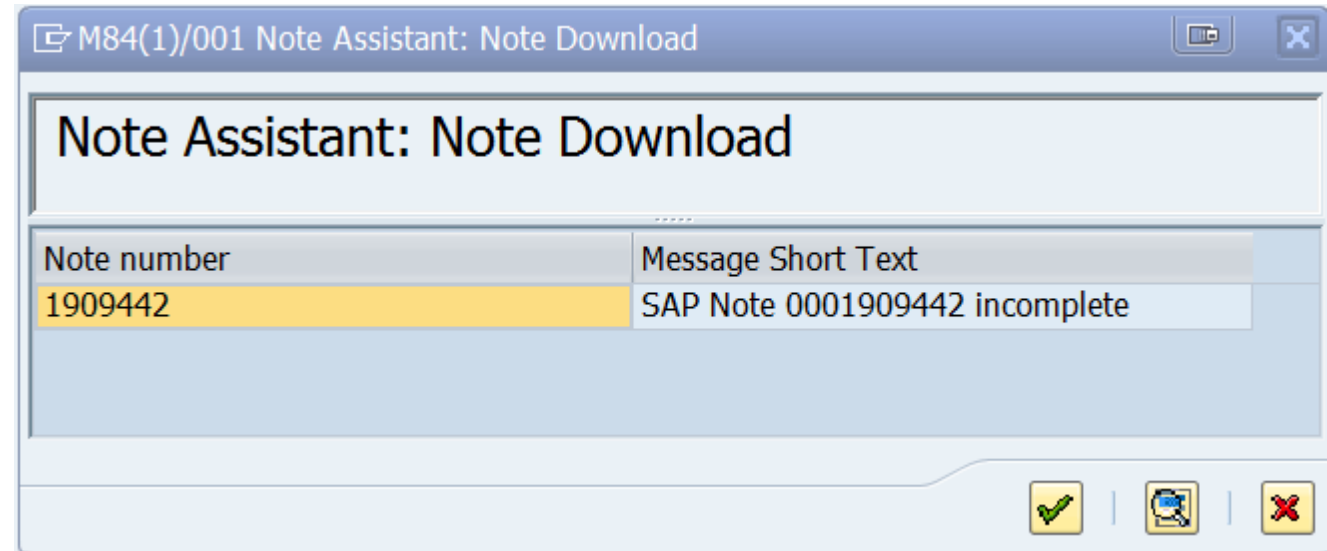 M84(1)/001 Note Assistant: Note Download
Note Assistant: Note Download
Note number Message Short Text
1909442 SAP Note 0001909442 incomplete